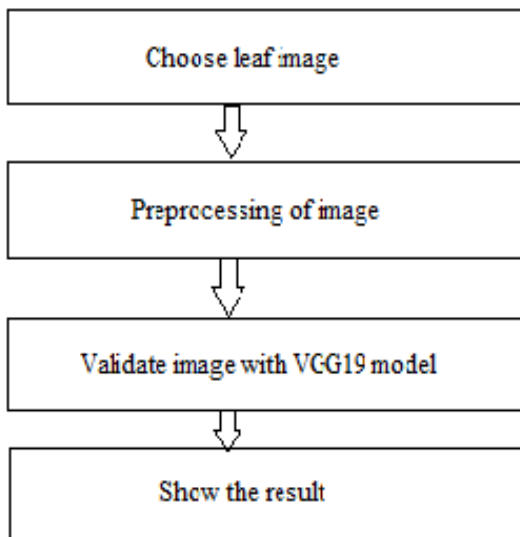 Choose leaf image
Preprocessing of image
Validate image with VGG19 model
Show the result